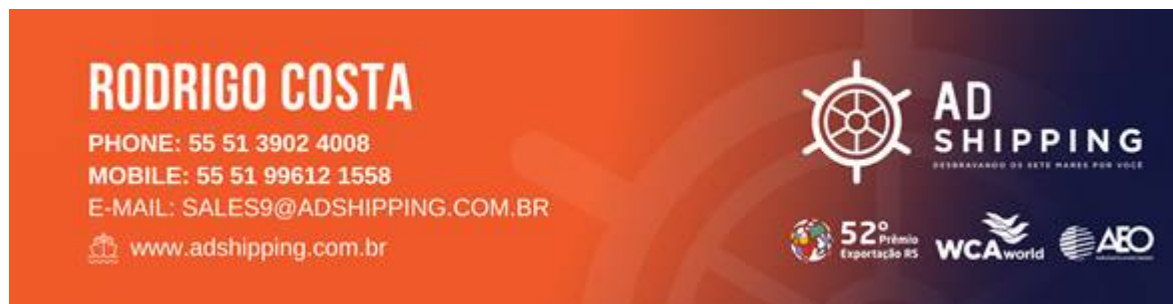 RODRIGO COSTA
PHONE: 55 51 3902 4008
MOBILE: 55 51 99612 1558
E-MAIL: SALES9@ADSHIPPING.COM.BR
www.adshipping.com.br
AD
SHIPPING
DESBRAVANDO OS SETE MARES POR VOCÊ
52º Prêmio
Exportação RS
WCAworld
AEO